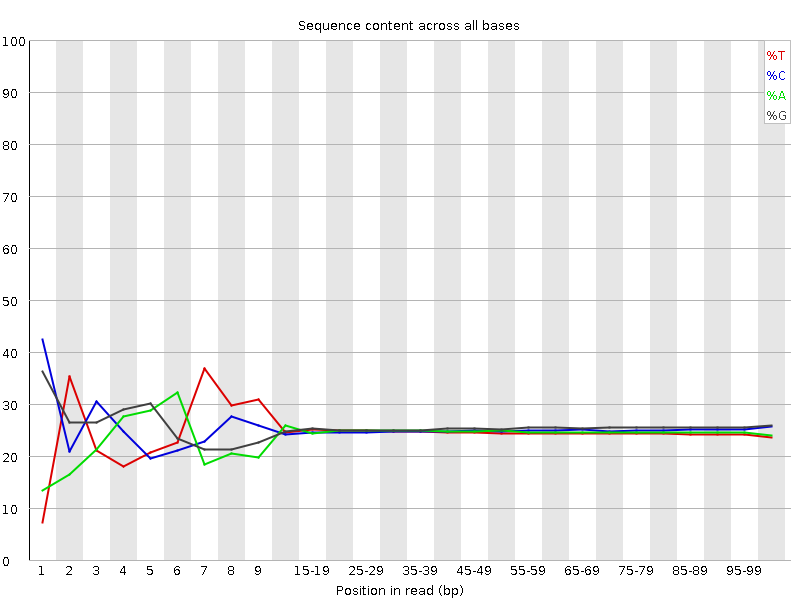 Sequence content across all bases
100
90
80
70
60
50
40
30
20
10
0
%T
%C
%A
%G
1 2 3 4 5 6 7 8 9 15-19 25-29 35-39 45-49 55-59 65-69 75-79 85-89 95-99
Position in read (bp)